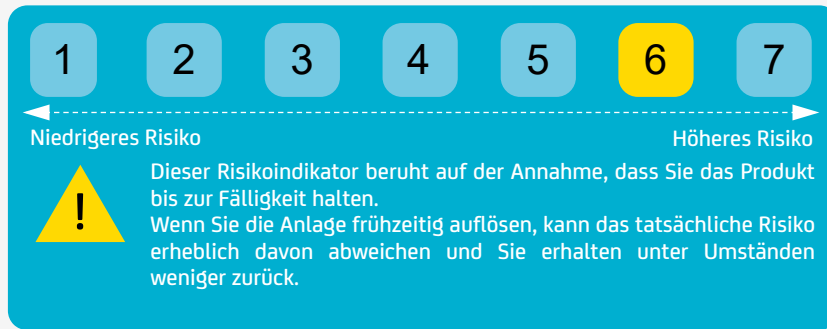 1 2 3 4 5 6 7
Niedrigeres Risiko Höheres Risiko
Dieser Risikoindikator beruht auf der Annahme, dass Sie das Produkt
bis zur Fälligkeit halten.
Wenn Sie die Anlage frühzeitig auflösen, kann das tatsächliche Risiko
erheblich davon abweichen und Sie erhalten unter Umständen
weniger zurück.
!